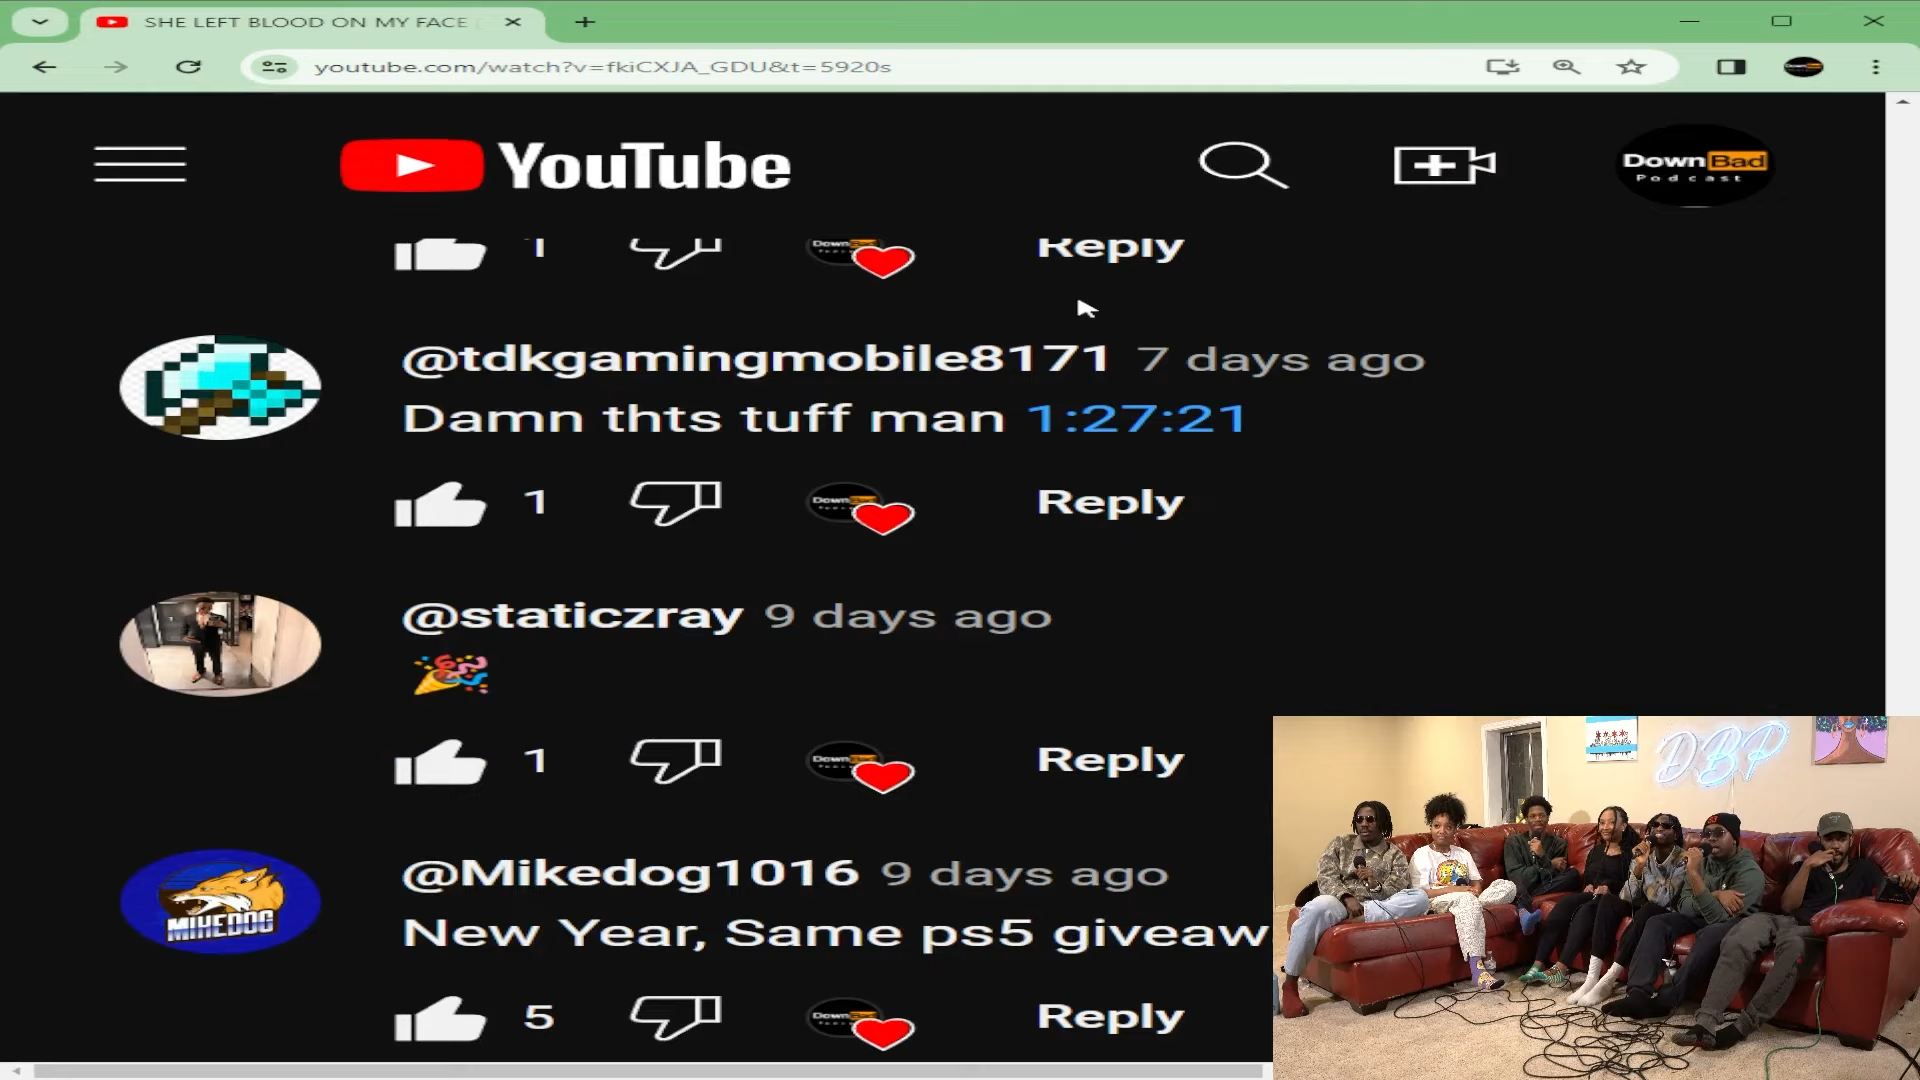 SHE LEFT BLOOD ON MY FACE
youtube.com/watch?v=fkiCXJA_GDU&t=5920s
YouTube
DownBad
Podcast
1
Reply
@tdkgamingmobile8171 7 days ago
Damn thts tuff man 1:27:21
1
Reply
@staticzray 9 days ago
1
Reply
@Mikedog1016 9 days ago
MIKEDOG
New Year, Same ps5 giveaw
5
Reply
DBP